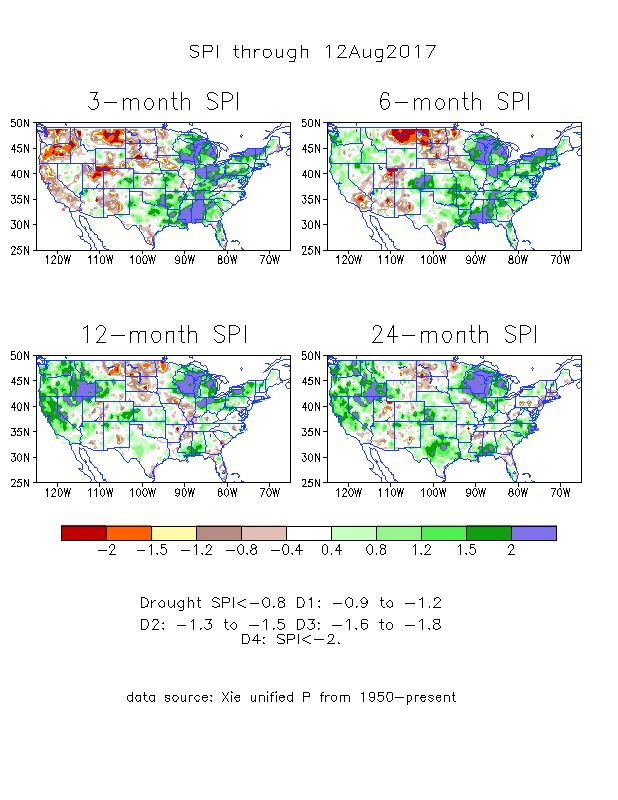 SPI through 12Aug2017
3-month SPI
6-month SPI
50N
45N
40N
35N
30N
25N
120W 110W 100W 90W 80W 70W
50N
45N
40N
35N
30N
25N
120W 110W 100W 90W 80W 70W
12-month SPI
24-month SPI
50N
45N
40N
35N
30N
25N
120W 110W 100W 90W 80W 70W
50N
45N
40N
35N
30N
25N
120W 110W 100W 90W 80W 70W
-2 -1.5 -1.2 -0.8 -0.4 0.4 0.8 1.2 1.5 2
Drought SPI<-0.8 D1: -0.9 to -1.2
D2: -1.3 to -1.5 D3: -1.6 to -1.8
D4: SPI<-2.
data source: Xie unified P from 1950-present